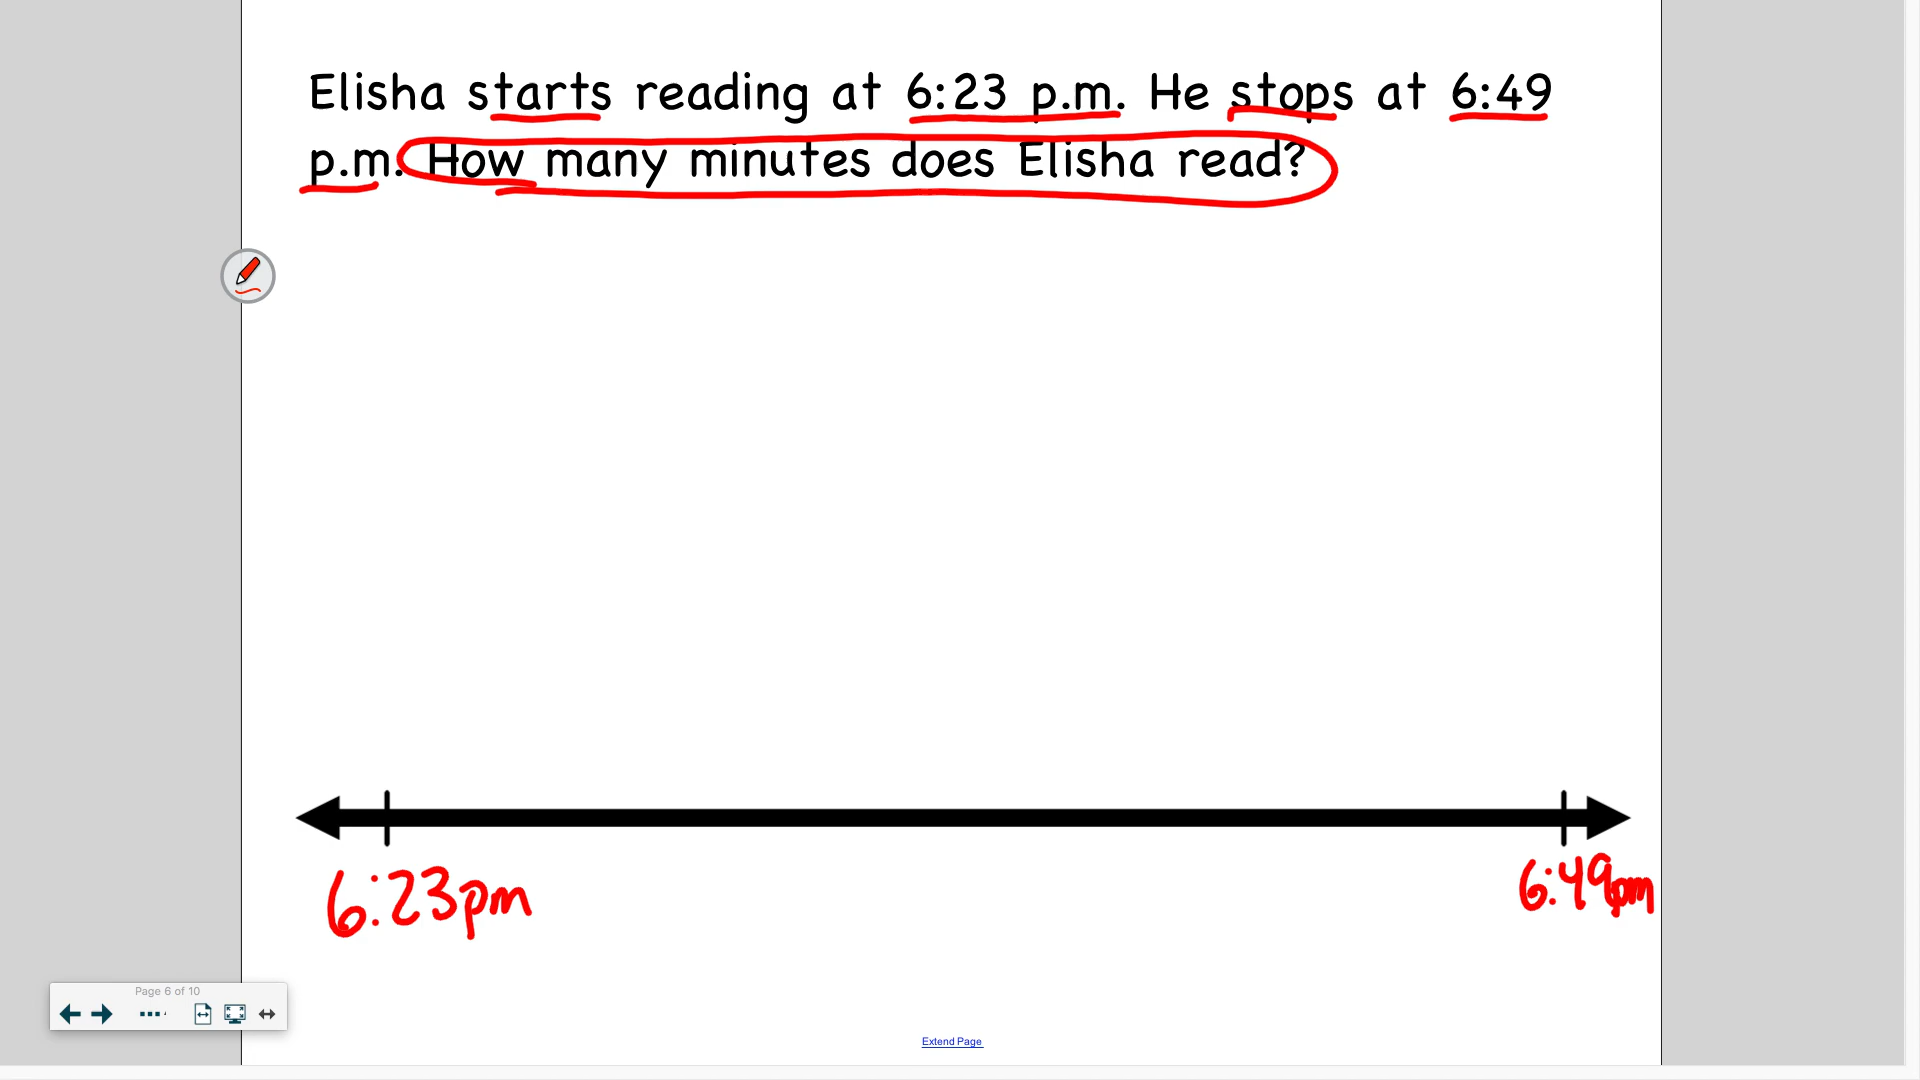 Elisha starts reading at 6:23 p.m. He stops at 6:49
p.m. How many minutes does Elisha read?
6:23pm
6:49pm
Page 6 of 10
Extend Page